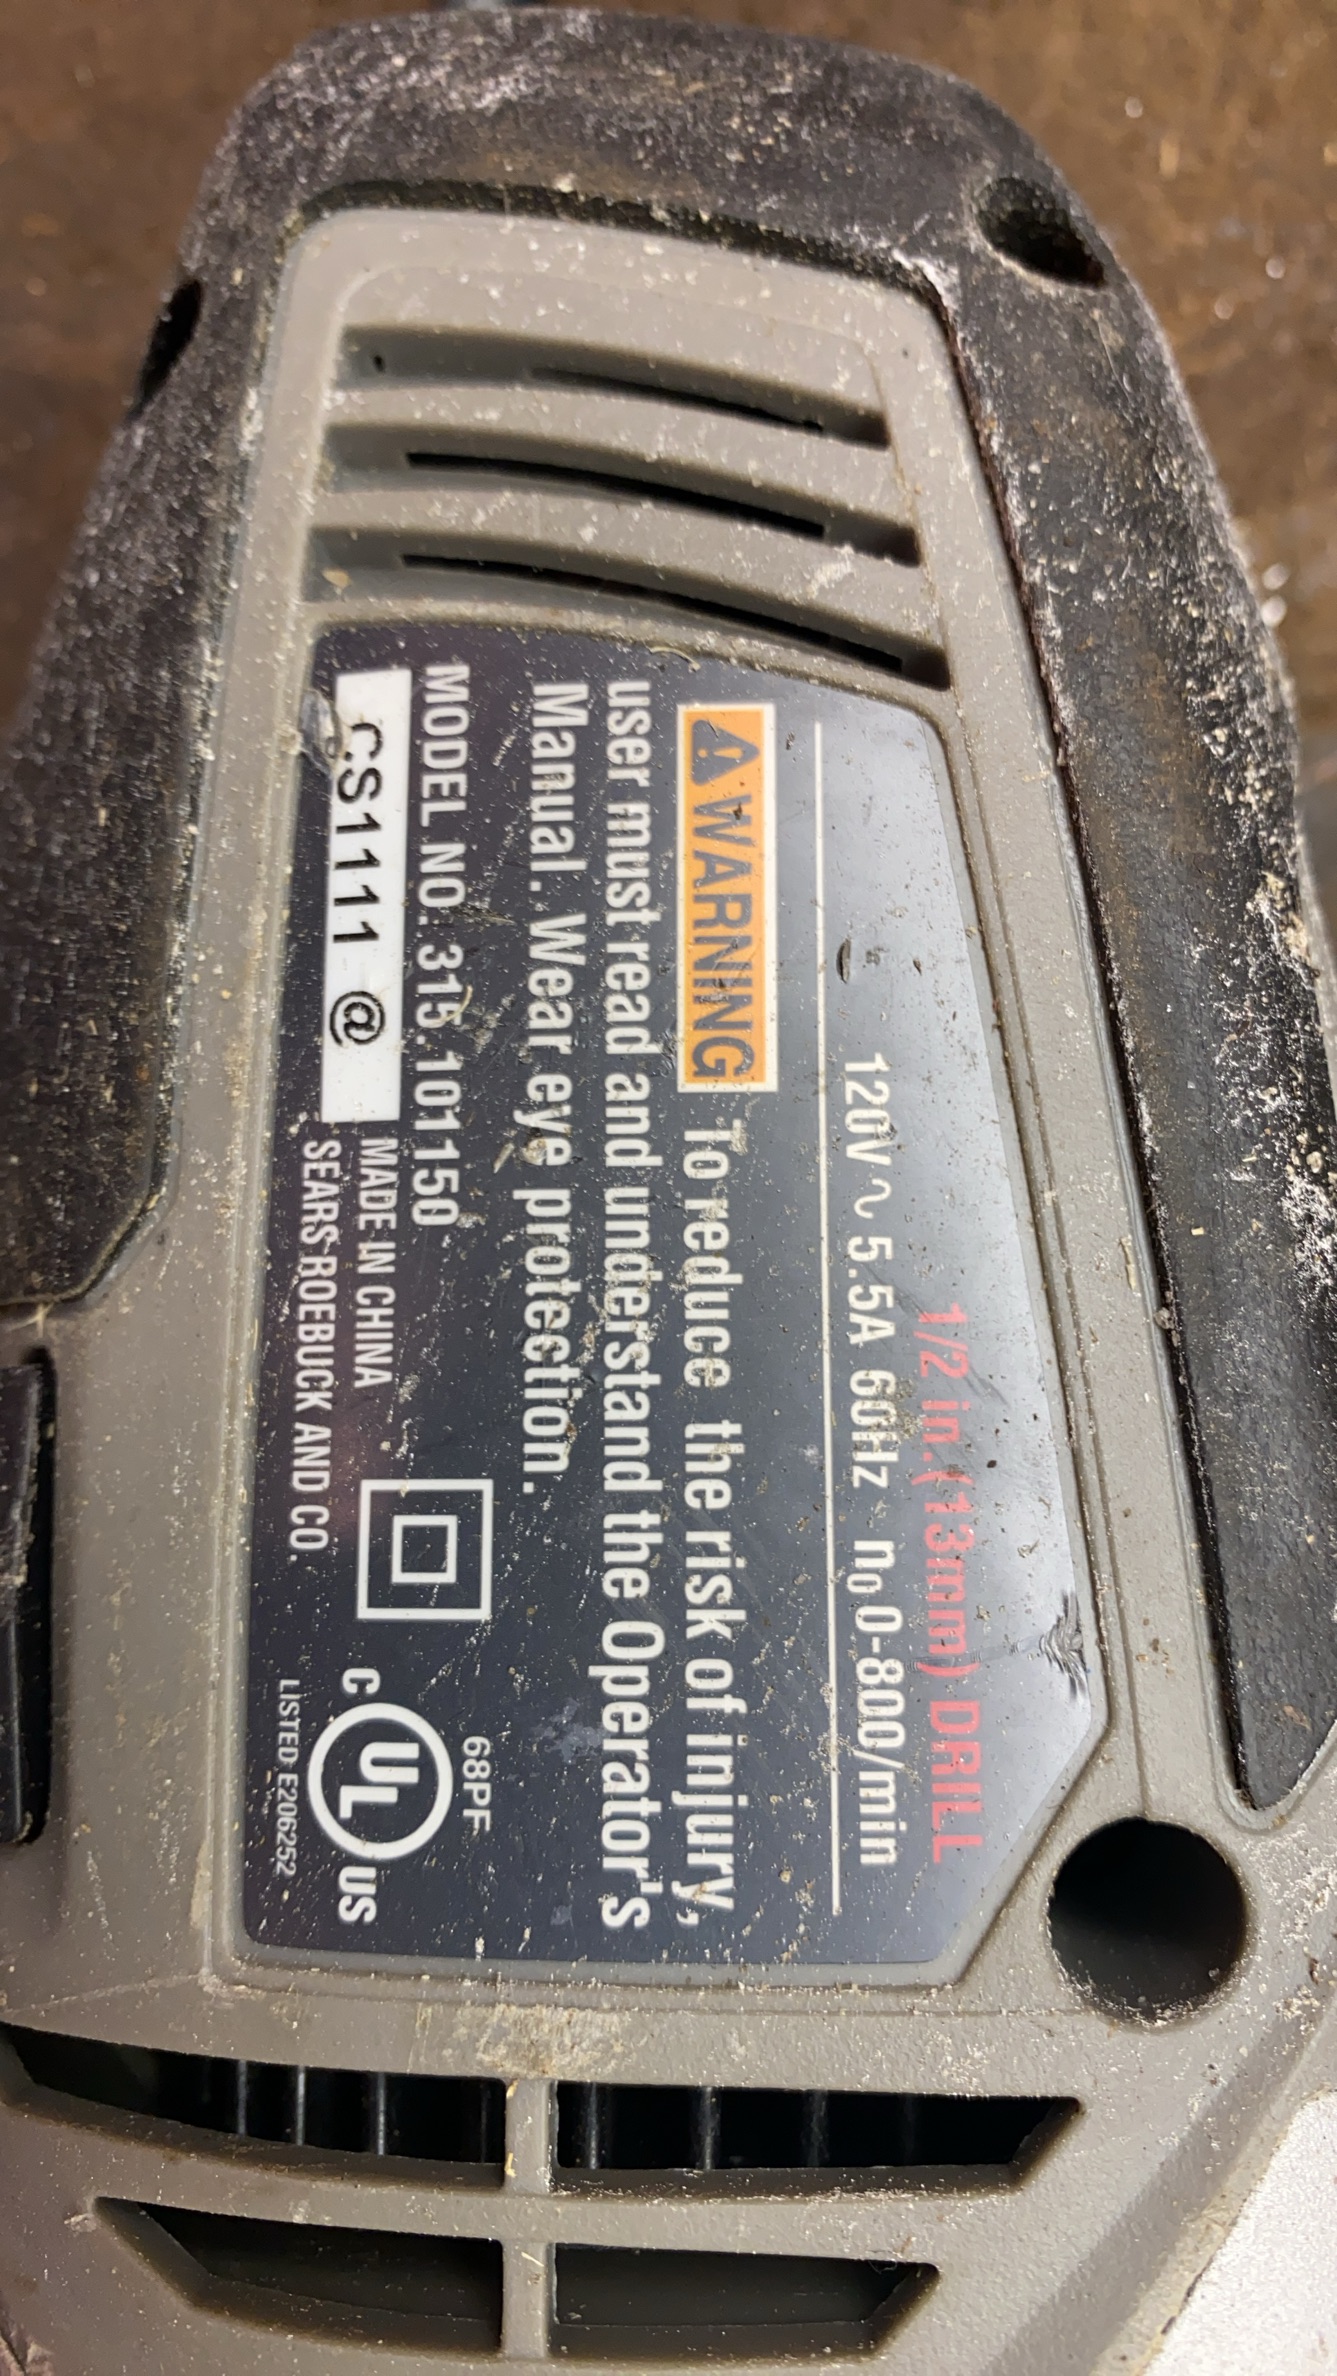 1/2 in.(13mm) DRILL
120V ∿ 5.5A 60Hz n₀ 0-800/min
⚠ WARNING To reduce the risk of injury,
user must read and understand the Operator's
Manual. Wear eye protection.
MODEL NO: 315.101150
CS1111 @
MADE IN CHINA
SEARS ROEBUCK AND CO.
68PF
C UL US
LISTED E206252